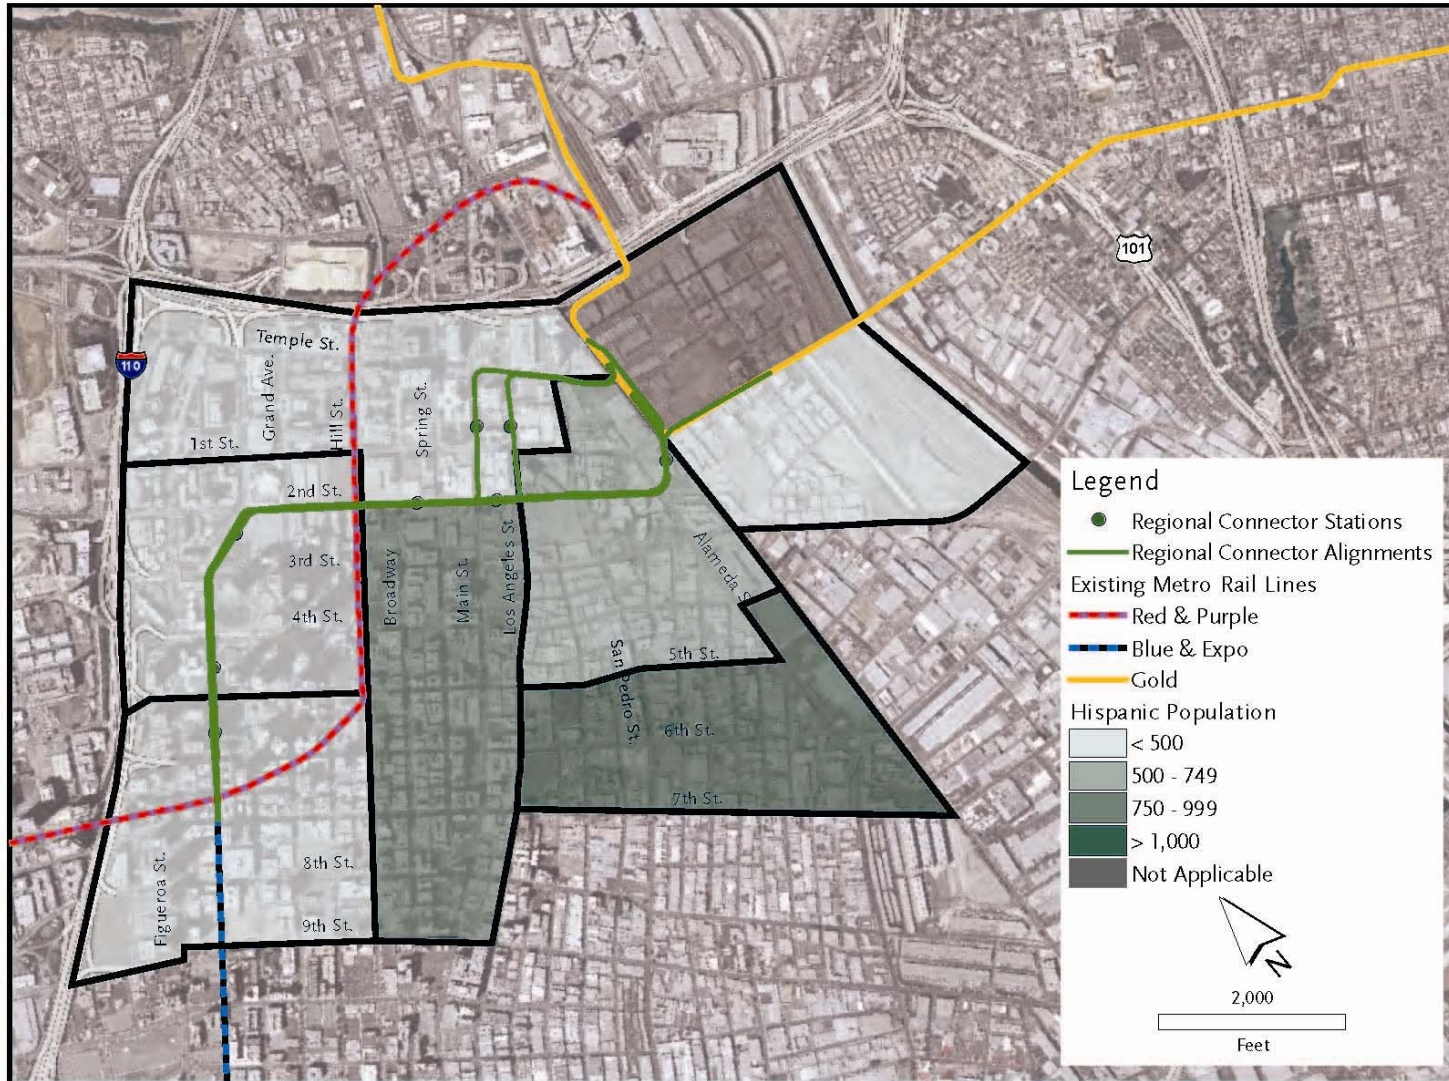 101
Temple St.
110
Grand Ave.
Hill St.
Spring St.
1st St.
2nd St.
3rd St.
4th St.
Broadway
Main St.
Los Angeles St
Alameda S
San Pedro St.
5th St.
6th St.
7th St.
8th St.
9th St.
Figueroa St.
Legend
Regional Connector Stations
Regional Connector Alignments
Existing Metro Rail Lines
Red & Purple
Blue & Expo
Gold
Hispanic Population
< 500
500 - 749
750 - 999
> 1,000
Not Applicable
N
2,000
Feet